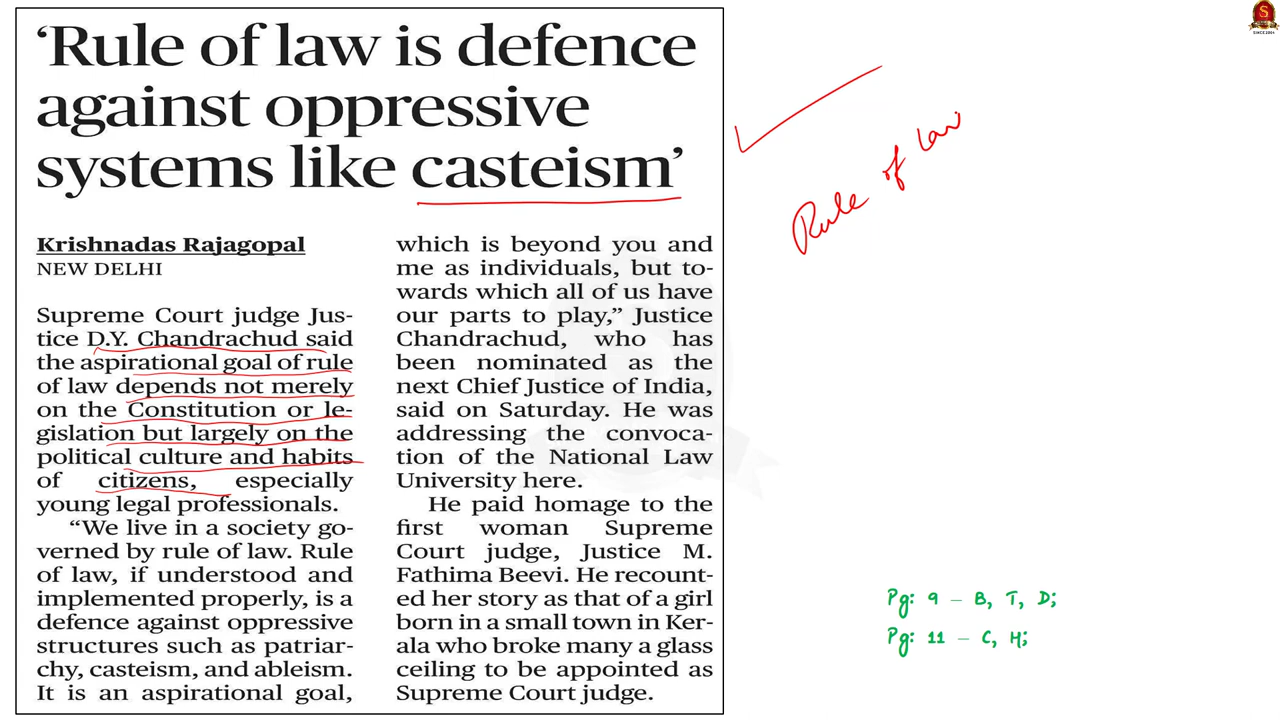 ‘Rule of law is defence
against oppressive
systems like casteism’
Krishnadas Rajagopal
NEW DELHI
Supreme Court judge Jus-
tice D.Y. Chandrachud said
the aspirational goal of rule
of law depends not merely
on the Constitution or le-
gislation but largely on the
political culture and habits
of citizens, especially
young legal professionals.
“We live in a society go-
verned by rule of law. Rule
of law, if understood and
implemented properly, is a
defence against oppressive
structures such as patriar-
chy, casteism, and ableism.
It is an aspirational goal,
which is beyond you and
me as individuals, but to-
wards which all of us have
our parts to play,” Justice
Chandrachud, who has
been nominated as the
next Chief Justice of India,
said on Saturday. He was
addressing the convoca-
tion of the National Law
University here.
He paid homage to the
first woman Supreme
Court judge, Justice M.
Fathima Beevi. He recount-
ed her story as that of a girl
born in a small town in Ker-
ala who broke many a glass
ceiling to be appointed as
Supreme Court judge.
Rule of law
Pg: 9 – B, T, D;
Pg: 11 – C, H;
S
SINCE 2004